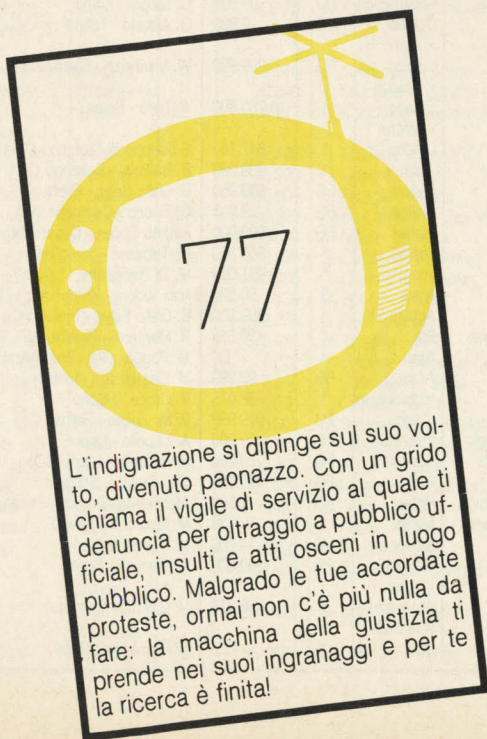 77
L'indignazione si dipinge sul suo vol-
to, divenuto paonazzo. Con un grido
chiama il vigile di servizio al quale ti
denuncia per oltraggio a pubblico uf-
ficiale, insulti e atti osceni in luogo
pubblico. Malgrado le tue accordate
proteste, ormai non c'è più nulla da
fare: la macchina della giustizia ti
prende nei suoi ingranaggi e per te
la ricerca è finita!